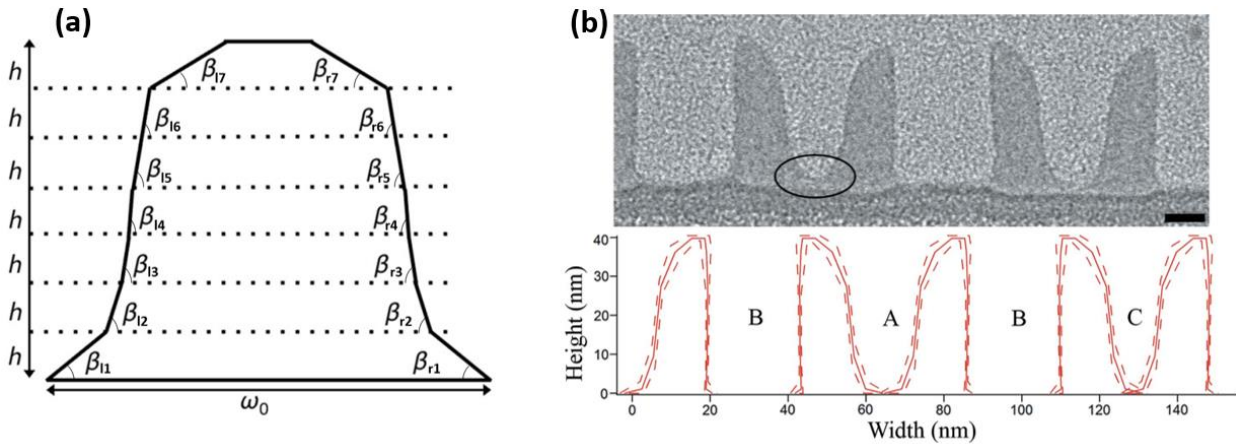 (a)
h
h
h
h
h
h
h
βl7 βr7
βl6 βr6
βl5 βr5
βl4 βr4
βl3 βr3
βl2 βr2
βl1 βr1
ω0
(b)
Height (nm)
40
30
20
10
0
B A B C
0 20 40 60 80 100 120 140
Width (nm)